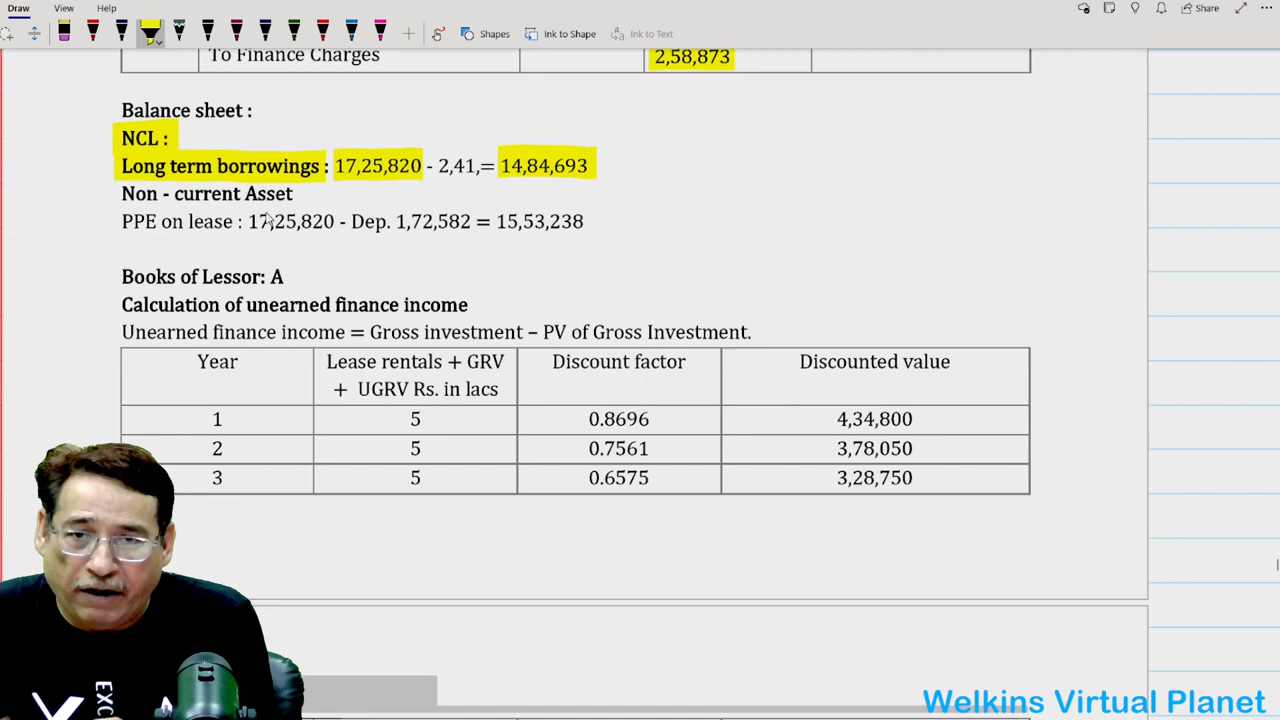 Draw View Help
Shapes Ink to Shape Ink to Text Share
To Finance Charges 2,58,873
Balance sheet :
NCL :
Long term borrowings : 17,25,820 - 2,41,= 14,84,693
Non - current Asset
PPE on lease : 17,25,820 - Dep. 1,72,582 = 15,53,238
Books of Lessor: A
Calculation of unearned finance income
Unearned finance income = Gross investment – PV of Gross Investment.
Year Lease rentals + GRV Discount factor Discounted value
+ UGRV Rs. in lacs
1 5 0.8696 4,34,800
2 5 0.7561 3,78,050
3 5 0.6575 3,28,750
EXC
Welkins Virtual Planet